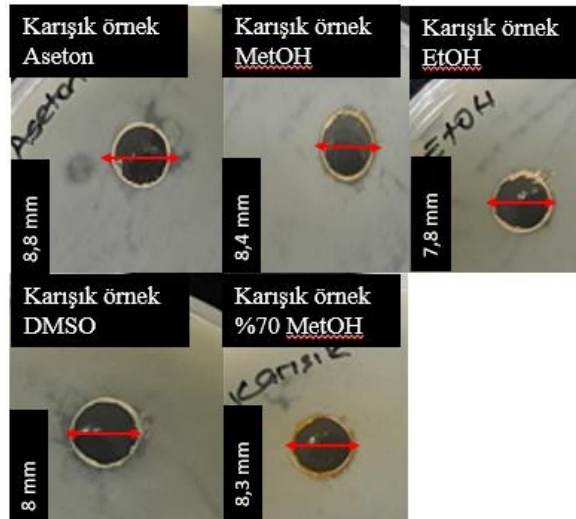 Karışık örnek
Aseton
Aseton
8,8 mm
Karışık örnek
MetOH
8,4 mm
Karışık örnek
EtOH
EtOH
7,8 mm
Karışık örnek
DMSO
8 mm
Karışık örnek
%70 MetOH
Karışık
8,3 mm